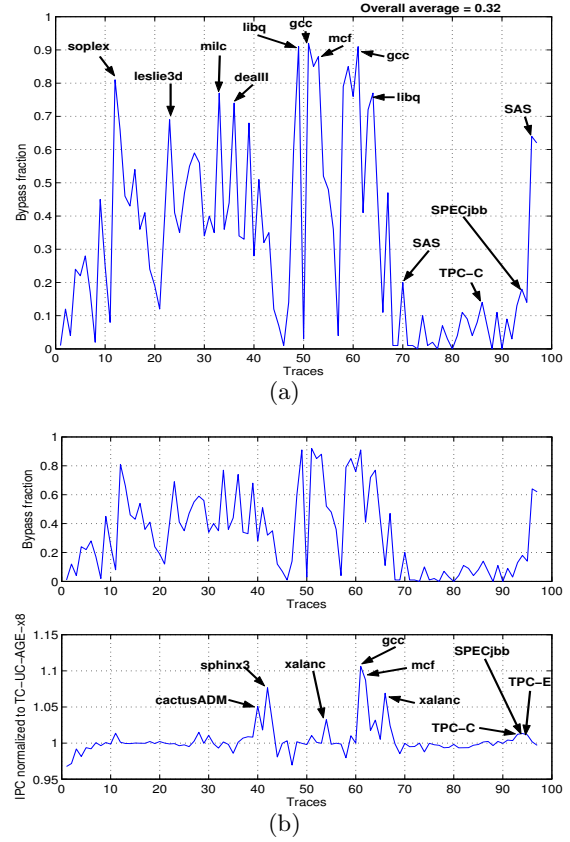 Overall average = 0.32
0.9
0.8
0.7
0.6
0.5
0.4
0.3
0.2
0.1
0
Bypass fraction
soplex
leslie3d
milc
dealII
libq
gcc
mcf
gcc
libq
SAS
SPECjbb
TPC-C
SAS
0 10 20 30 40 50 60 70 80 90 100
Traces
(a)
1
0.8
0.6
0.4
0.2
0
Bypass fraction
0 10 20 30 40 50 60 70 80 90 100
Traces
1.15
1.1
1.05
1
0.95
IPC normalized to TC-UC-AGE-x8
cactusADM
sphinx3
xalanc
gcc
mcf
xalanc
SPECjbb
TPC-E
TPC-C
0 10 20 30 40 50 60 70 80 90 100
Traces
(b)